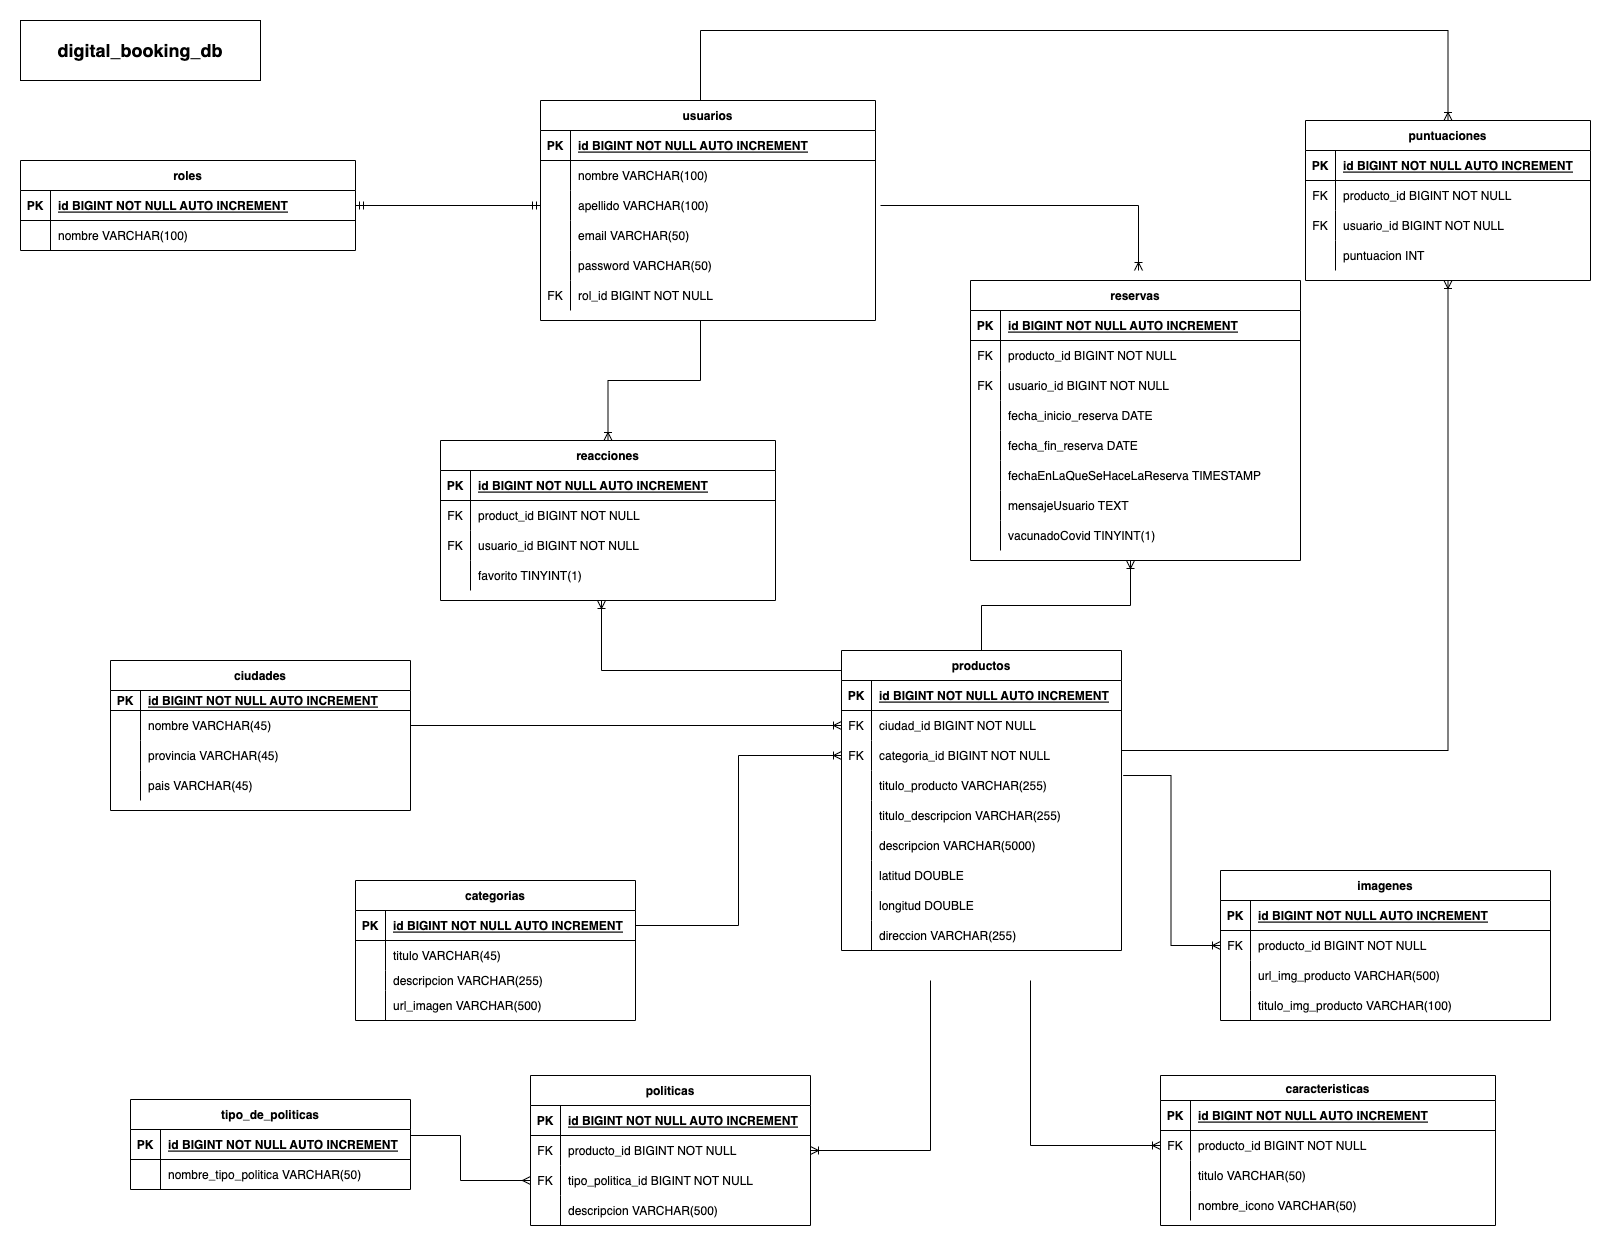 digital_booking_db
usuarios
PK id BIGINT NOT NULL AUTO INCREMENT
nombre VARCHAR(100)
apellido VARCHAR(100)
email VARCHAR(50)
password VARCHAR(50)
FK rol_id BIGINT NOT NULL
puntuaciones
PK id BIGINT NOT NULL AUTO INCREMENT
FK producto_id BIGINT NOT NULL
FK usuario_id BIGINT NOT NULL
puntuacion INT
roles
PK id BIGINT NOT NULL AUTO INCREMENT
nombre VARCHAR(100)
reservas
PK id BIGINT NOT NULL AUTO INCREMENT
FK producto_id BIGINT NOT NULL
FK usuario_id BIGINT NOT NULL
fecha_inicio_reserva DATE
fecha_fin_reserva DATE
fechaEnLaQueSeHaceLaReserva TIMESTAMP
mensajeUsuario TEXT
vacunadoCovid TINYINT(1)
reacciones
PK id BIGINT NOT NULL AUTO INCREMENT
FK product_id BIGINT NOT NULL
FK usuario_id BIGINT NOT NULL
favorito TINYINT(1)
ciudades
PK id BIGINT NOT NULL AUTO INCREMENT
nombre VARCHAR(45)
provincia VARCHAR(45)
pais VARCHAR(45)
productos
PK id BIGINT NOT NULL AUTO INCREMENT
FK ciudad_id BIGINT NOT NULL
FK categoria_id BIGINT NOT NULL
titulo_producto VARCHAR(255)
titulo_descripcion VARCHAR(255)
descripcion VARCHAR(5000)
latitud DOUBLE
longitud DOUBLE
direccion VARCHAR(255)
categorias
PK id BIGINT NOT NULL AUTO INCREMENT
titulo VARCHAR(45)
descripcion VARCHAR(255)
url_imagen VARCHAR(500)
imagenes
PK id BIGINT NOT NULL AUTO INCREMENT
FK producto_id BIGINT NOT NULL
url_img_producto VARCHAR(500)
titulo_img_producto VARCHAR(100)
tipo_de_politicas
PK id BIGINT NOT NULL AUTO INCREMENT
nombre_tipo_politica VARCHAR(50)
politicas
PK id BIGINT NOT NULL AUTO INCREMENT
FK producto_id BIGINT NOT NULL
FK tipo_politica_id BIGINT NOT NULL
descripcion VARCHAR(500)
caracteristicas
PK id BIGINT NOT NULL AUTO INCREMENT
FK producto_id BIGINT NOT NULL
titulo VARCHAR(50)
nombre_icono VARCHAR(50)